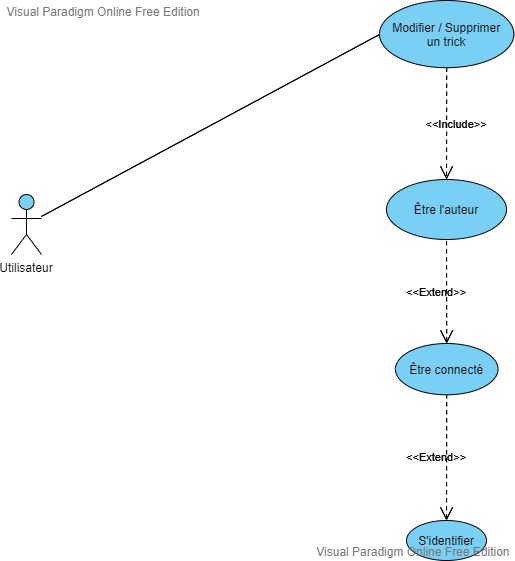 Visual Paradigm Online Free Edition
Modifier / Supprimer
un trick
<<Include>>
Être l'auteur
Utilisateur
<<Extend>>
Être connecté
<<Extend>>
S'identifier
Visual Paradigm Online Free Edition